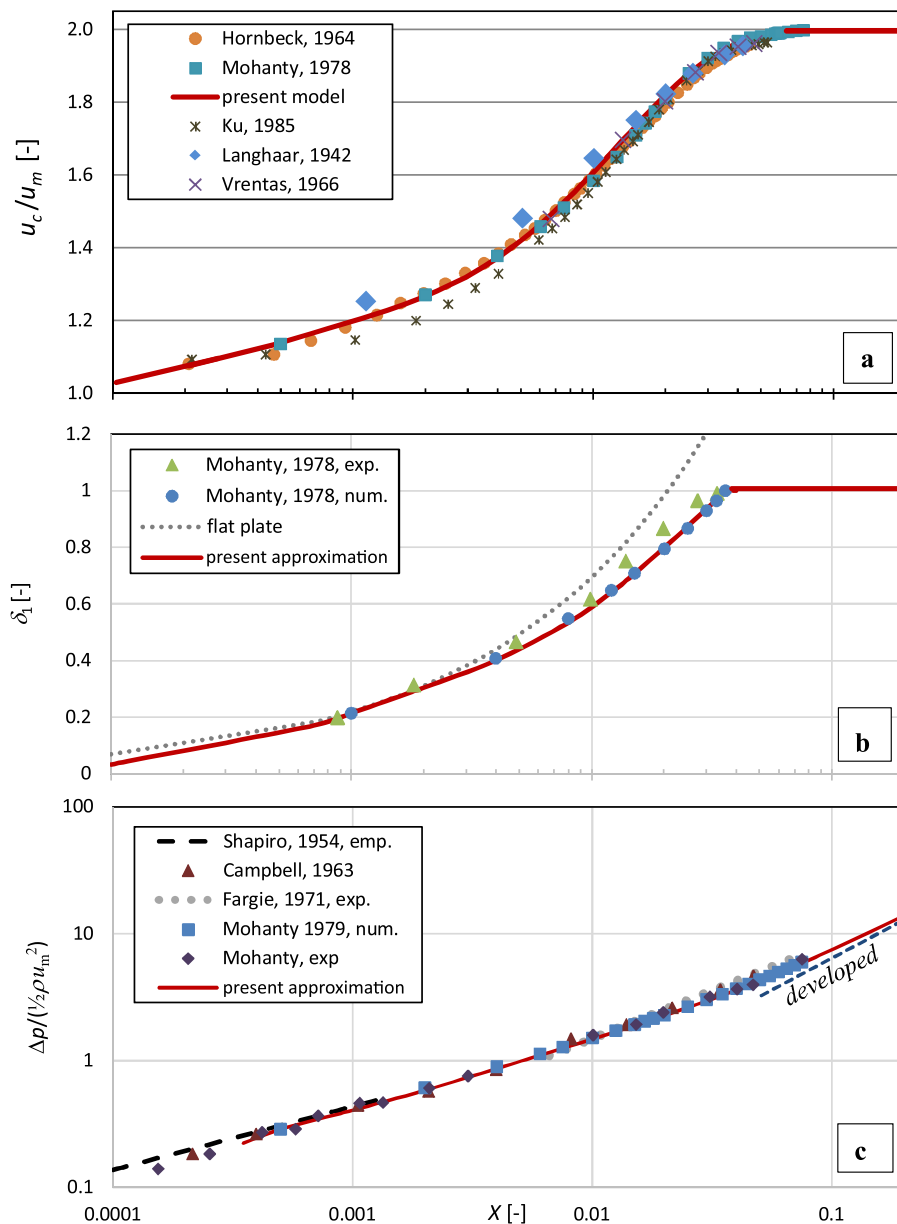 2.0
1.8
1.6
1.4
1.2
1.0
u_c/u_m [-]
Hornbeck, 1964
Mohanty, 1978
present model
Ku, 1985
Langhaar, 1942
Vrentas, 1966
a
1.2
1
0.8
0.6
0.4
0.2
0
δ₁ [-]
Mohanty, 1978, exp.
Mohanty, 1978, num.
flat plate
present approximation
b
100
10
1
0.1
Δp/(½ρu_m²)
Shapiro, 1954, emp.
Campbell, 1963
Fargie, 1971, exp.
Mohanty 1979, num.
Mohanty, exp
present approximation
developed
c
0.0001
0.001
0.01
0.1
X [-]